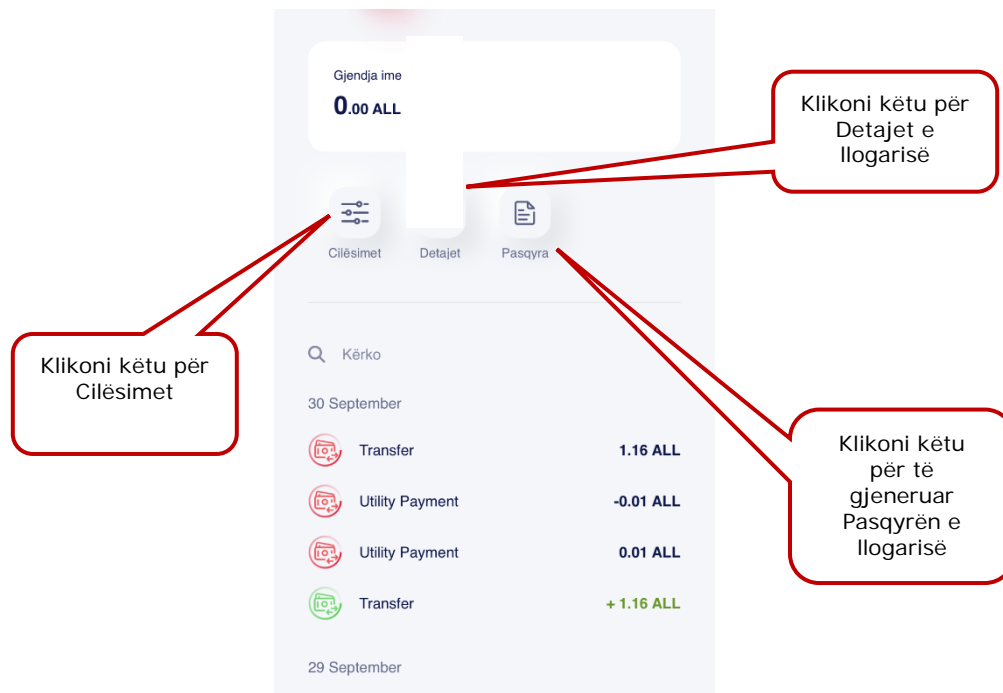 Gjendja ime
0.00 ALL
Klikoni këtu për
Detajet e
llogarisë
Cilësimet
Detajet
Pasqyra
Klikoni këtu për
Cilësimet
Kërko
30 September
Transfer
1.16 ALL
Utility Payment
-0.01 ALL
Utility Payment
0.01 ALL
Transfer
+ 1.16 ALL
Klikoni këtu
për të
gjeneruar
Pasqyrën e
llogarisë
29 September